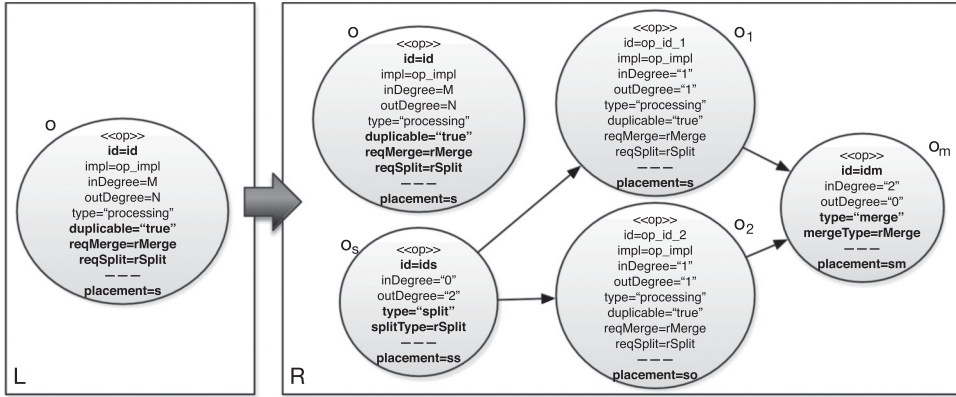 L
o
<<op>>
id=id
impl=op_impl
inDegree=M
outDegree=N
type=“processing”
duplicable=“true”
reqMerge=rMerge
reqSplit=rSplit
– – –
placement=s
R
o
<<op>>
id=id
impl=op_impl
inDegree=M
outDegree=N
type=“processing”
duplicable=“true”
reqMerge=rMerge
reqSplit=rSplit
– – –
placement=s
os
<<op>>
id=ids
inDegree=“0”
outDegree=“2”
type=“split”
splitType=rSplit
– – –
placement=ss
o1
<<op>>
id=op_id_1
impl=op_impl
inDegree=“1”
outDegree=“1”
type=“processing”
duplicable=“true”
reqMerge=rMerge
reqSplit=rSplit
– – –
placement=s
o2
<<op>>
id=op_id_2
impl=op_impl
inDegree=“1”
outDegree=“1”
type=“processing”
duplicable=“true”
reqMerge=rMerge
reqSplit=rSplit
– – –
placement=so
om
<<op>>
id=idm
inDegree=“2”
outDegree=“0”
type=“merge”
mergeType=rMerge
– – –
placement=sm